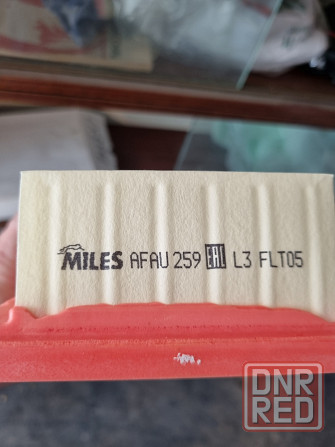 MILES AFAU 259 EAC L3 FLT05
DNR
RED